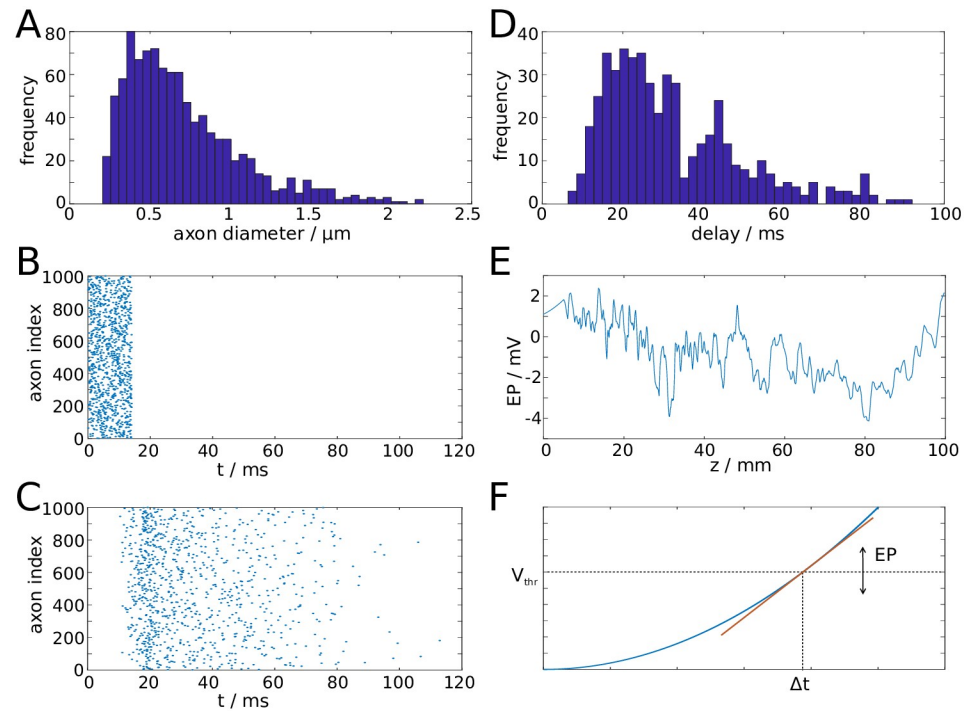 A
80
60
40
20
0
frequency
0 0.5 1 1.5 2 2.5
axon diameter / μm
D
40
30
20
10
0
frequency
0 20 40 60 80 100
delay / ms
B
1000
800
600
400
200
0
axon index
0 20 40 60 80 100 120
t / ms
E
2
0
-2
-4
EP / mV
0 20 40 60 80 100
z / mm
C
1000
800
600
400
200
0
axon index
0 20 40 60 80 100 120
t / ms
F
Vthr
EP
Δt